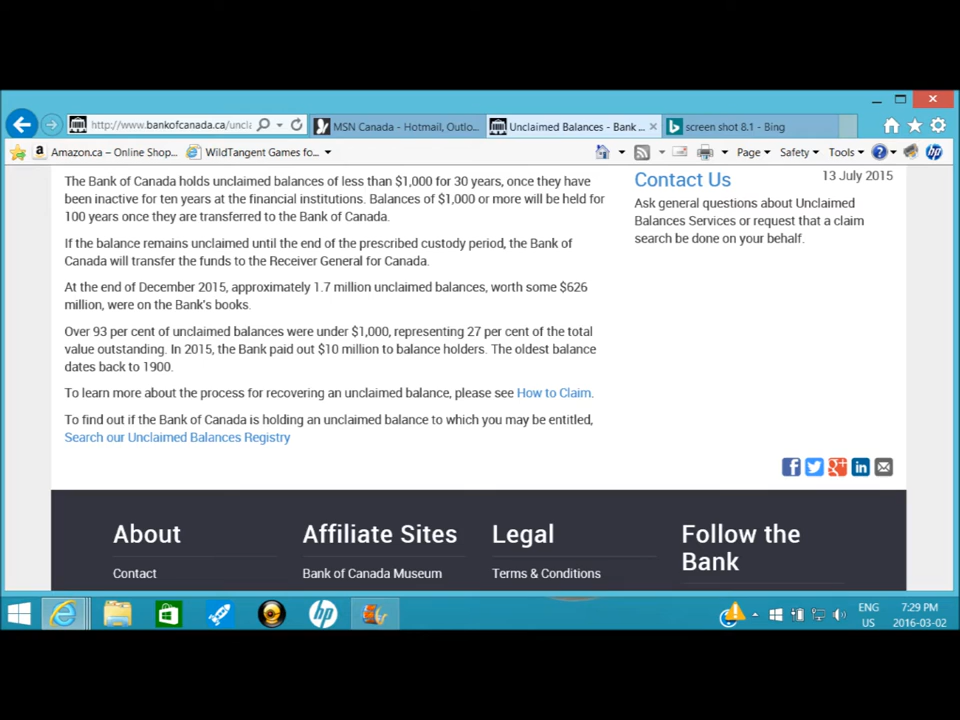 http://www.bankofcanada.ca/uncla
MSN Canada - Hotmail, Outlo...
Unclaimed Balances - Bank ...
screen shot 8.1 - Bing
Amazon.ca – Online Shop...
WildTangent Games fo...
Page
Safety
Tools
The Bank of Canada holds unclaimed balances of less than $1,000 for 30 years, once they have
been inactive for ten years at the financial institutions. Balances of $1,000 or more will be held for
100 years once they are transferred to the Bank of Canada.
If the balance remains unclaimed until the end of the prescribed custody period, the Bank of
Canada will transfer the funds to the Receiver General for Canada.
At the end of December 2015, approximately 1.7 million unclaimed balances, worth some $626
million, were on the Bank's books.
Over 93 per cent of unclaimed balances were under $1,000, representing 27 per cent of the total
value outstanding. In 2015, the Bank paid out $10 million to balance holders. The oldest balance
dates back to 1900.
To learn more about the process for recovering an unclaimed balance, please see How to Claim.
To find out if the Bank of Canada is holding an unclaimed balance to which you may be entitled,
Search our Unclaimed Balances Registry
Contact Us
13 July 2015
Ask general questions about Unclaimed
Balances Services or request that a claim
search be done on your behalf.
About
Contact
Affiliate Sites
Bank of Canada Museum
Legal
Terms & Conditions
Follow the
Bank
ENG
US
7:29 PM
2016-03-02